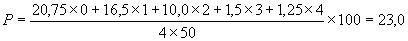 P = \frac{20,75×0 + 16,5×1 + 10,0×2 + 1,5×3 + 1,25×4}{4×50} ×100 = 23,0